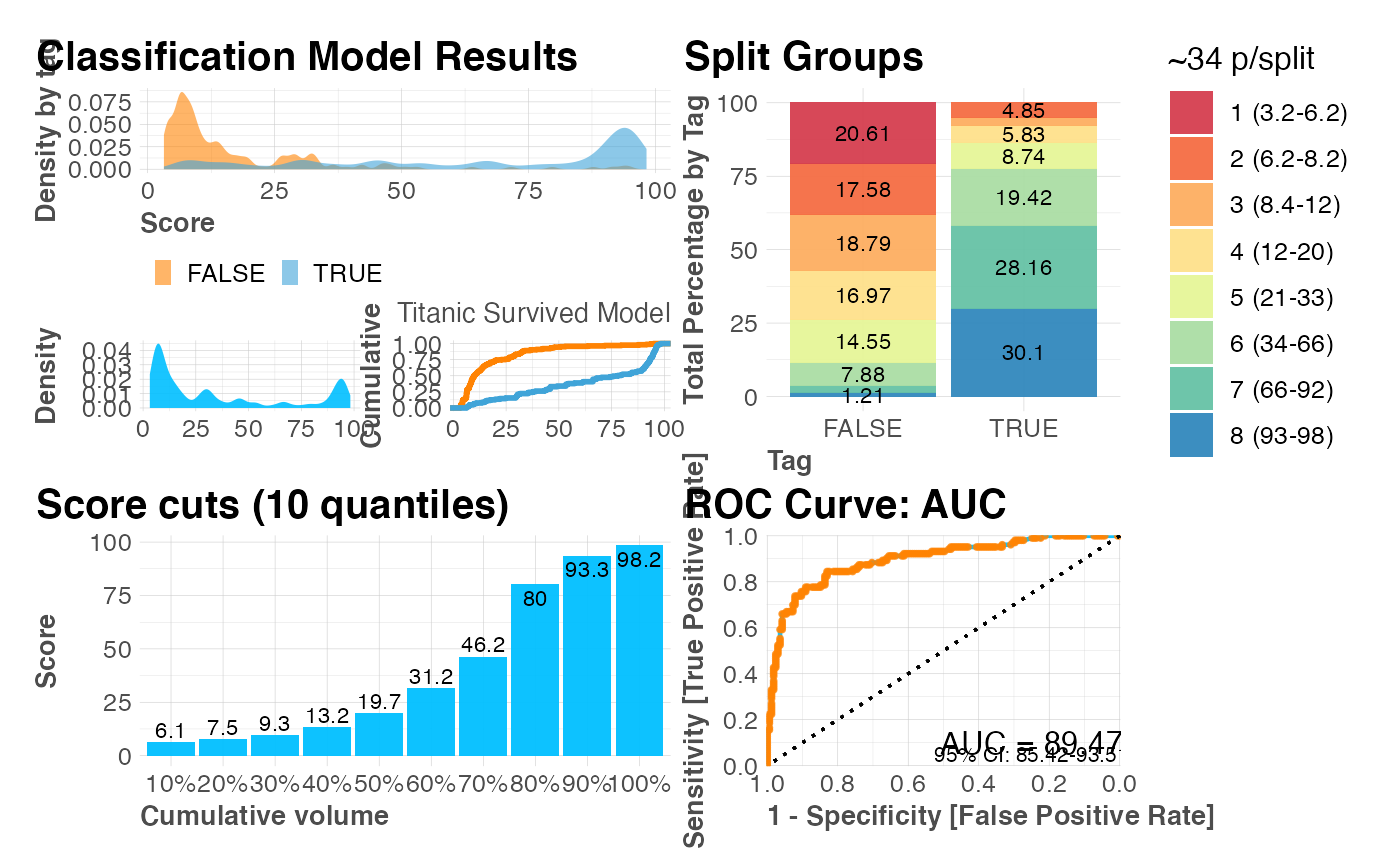 Classification Model Results
Density by tag
0.075
0.050
0.025
0.000
0 25 50 75 100
Score
FALSE TRUE
Density
0.04
0.03
0.02
0.01
0.00
0 25 50 75 100
Titanic Survived Model
Cumulative
1.00
0.75
0.50
0.25
0.00
0 25 50 75 100
Split Groups
Total Percentage by Tag
100
75
50
25
0
20.61
17.58
18.79
16.97
14.55
7.88
1.21
4.85
5.83
8.74
19.42
28.16
30.1
FALSE TRUE
Tag
~34 p/split
1 (3.2-6.2)
2 (6.2-8.2)
3 (8.4-12)
4 (12-20)
5 (21-33)
6 (34-66)
7 (66-92)
8 (93-98)
Score cuts (10 quantiles)
Score
100
75
50
25
0
6.1 7.5 9.3 13.2 19.7 31.2 46.2 80 93.3 98.2
10% 20% 30% 40% 50% 60% 70% 80% 90% 100%
Cumulative volume
ROC Curve: AUC
Sensitivity [True Positive Rate]
1.0
0.8
0.6
0.4
0.2
0.0
AUC = 89.47
95% CI: 85.42-93.5
1.0 0.8 0.6 0.4 0.2 0.0
1 - Specificity [False Positive Rate]